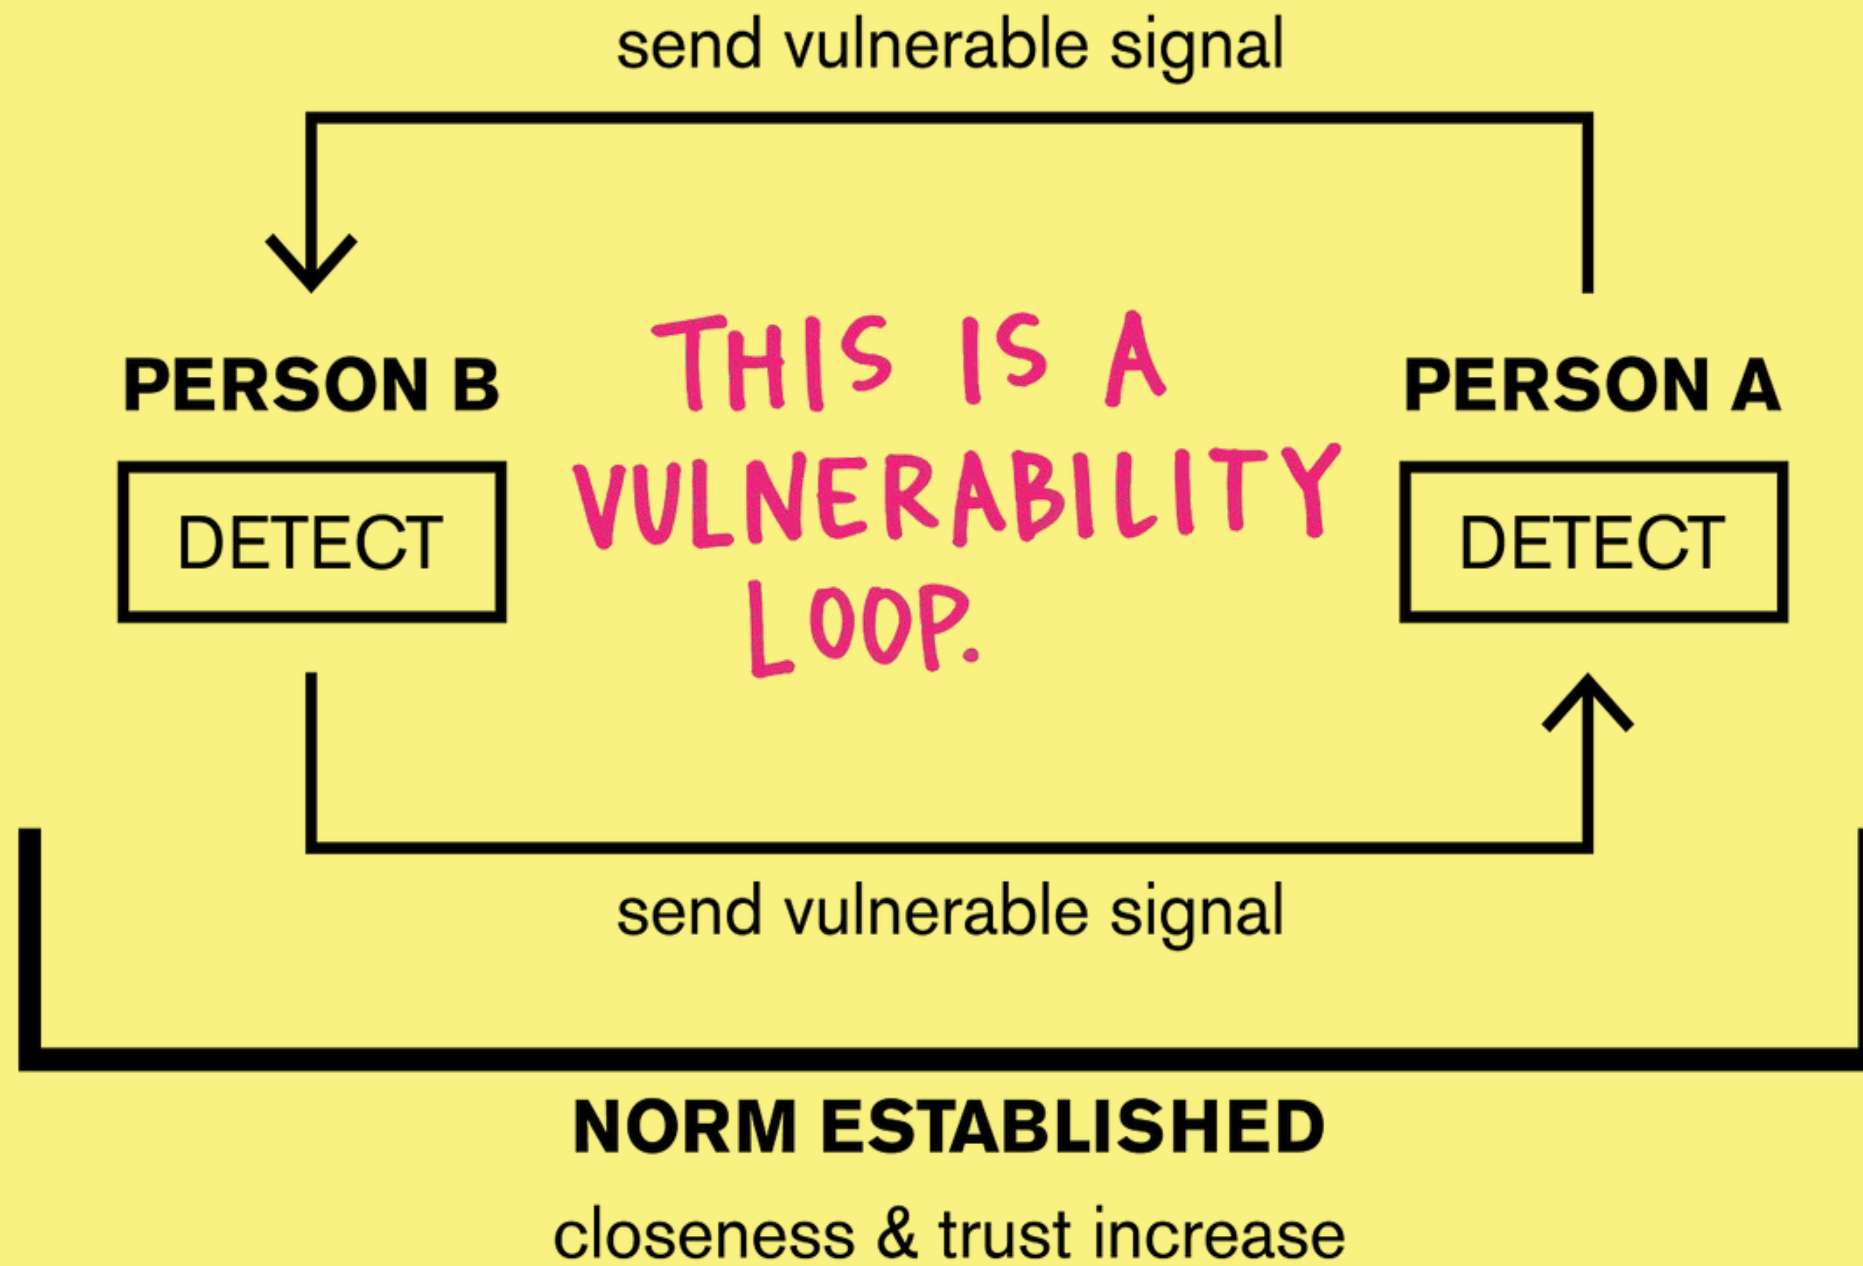 send vulnerable signal
PERSON B
DETECT
THIS IS A
VULNERABILITY
LOOP.
PERSON A
DETECT
send vulnerable signal
NORM ESTABLISHED
closeness & trust increase